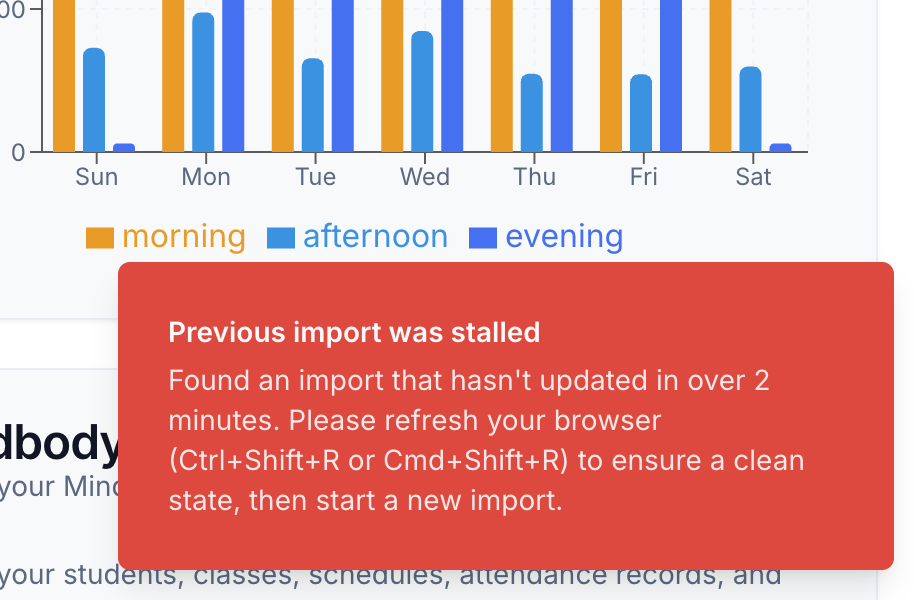 00
0
Sun Mon Tue Wed Thu Fri Sat
morning afternoon evening
Previous import was stalled
Found an import that hasn't updated in over 2
minutes. Please refresh your browser
(Ctrl+Shift+R or Cmd+Shift+R) to ensure a clean
state, then start a new import.
dbody
your Mind
your students, classes, schedules, attendance records, and